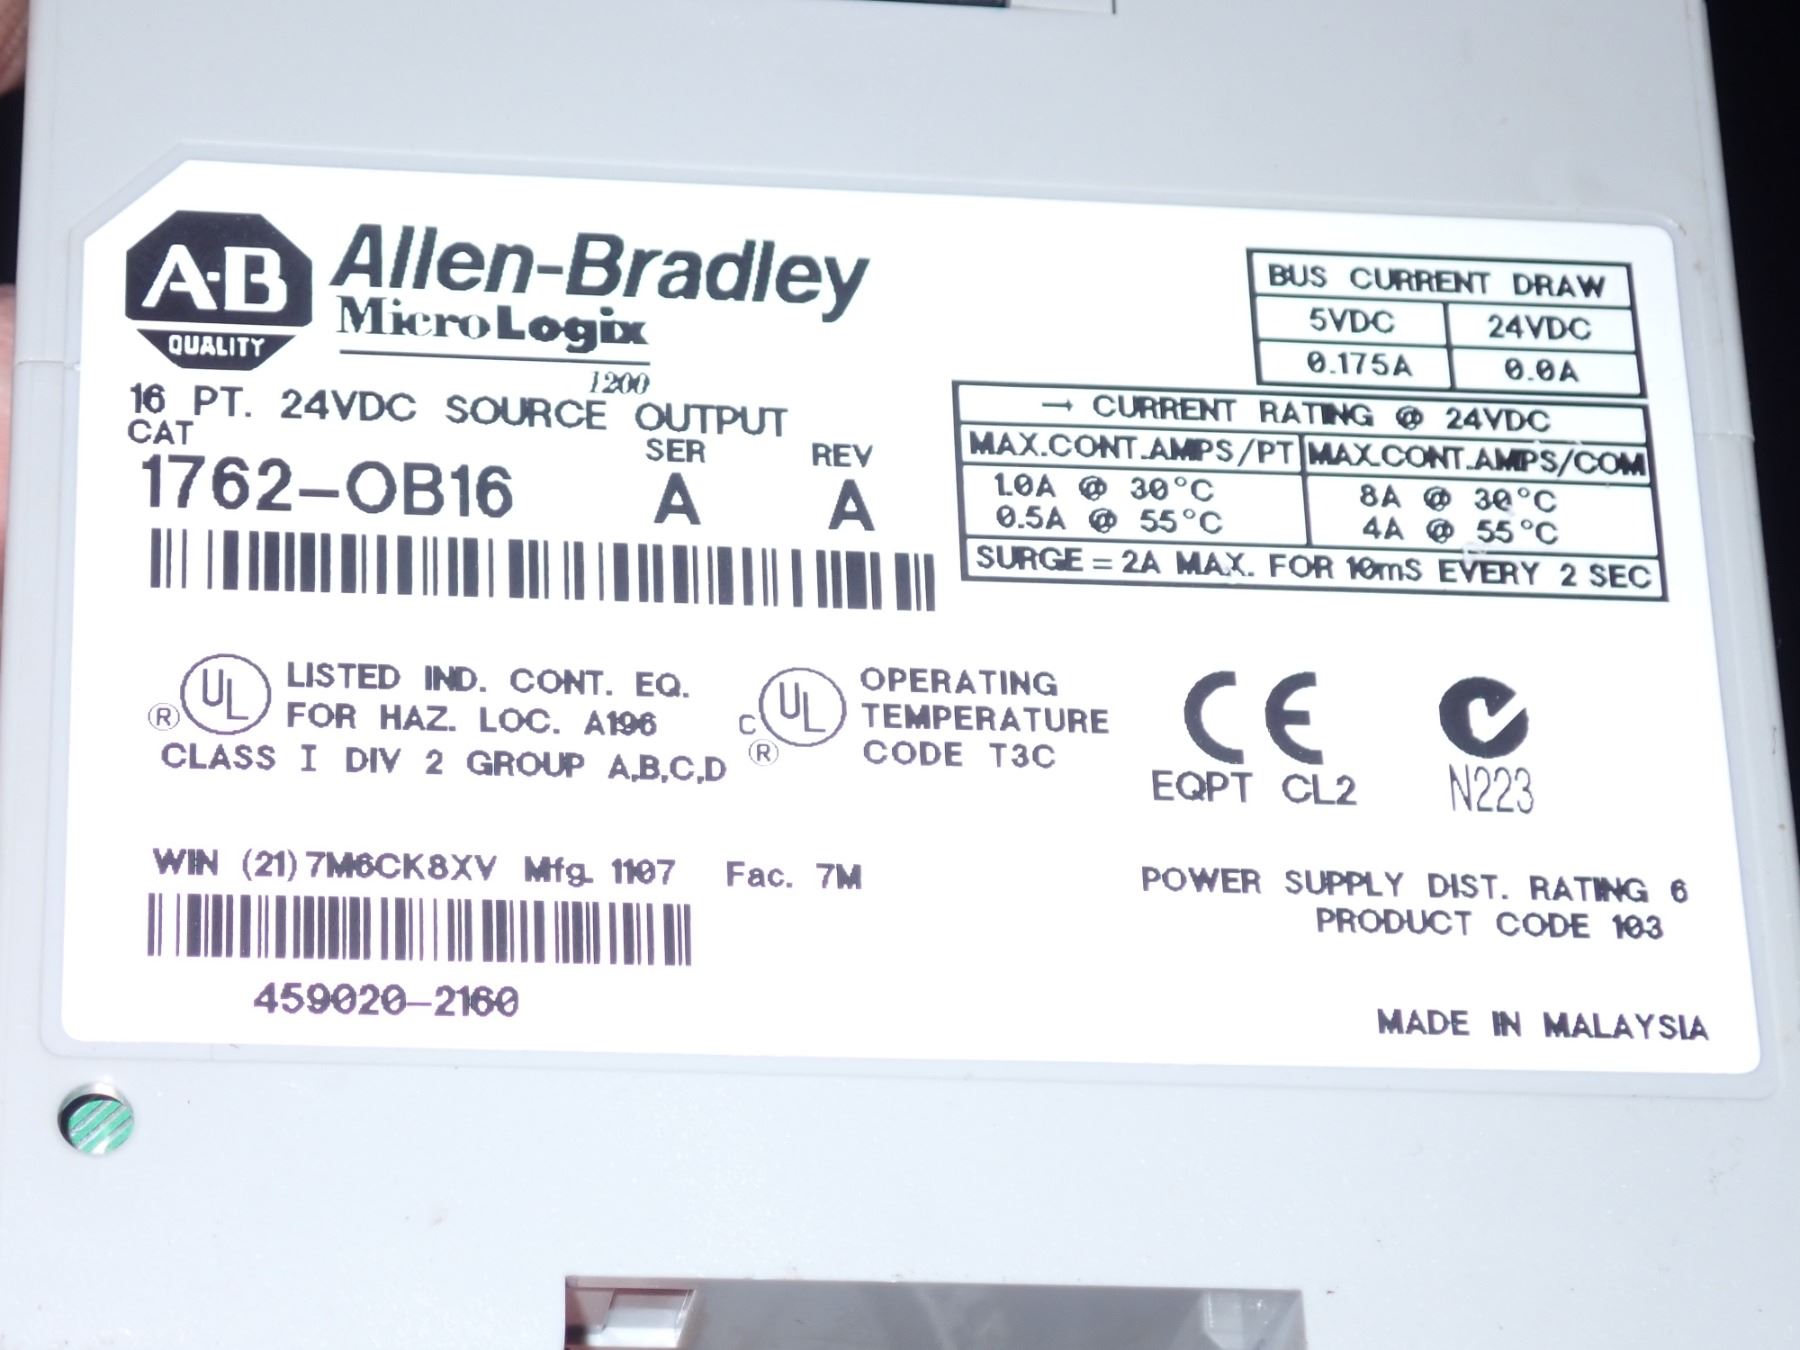 A-B
QUALITY
Allen-Bradley
MicroLogix
1200
16 PT. 24VDC SOURCE OUTPUT
CAT
1762-OB16
SER
A
REV
A
BUS CURRENT DRAW
5VDC 24VDC
0.175A 0.0A
→ CURRENT RATING @ 24VDC
MAX.CONT.AMPS/PT MAX.CONT.AMPS/COM
1.0A @ 30°C 8A @ 30°C
0.5A @ 55°C 4A @ 55°C
SURGE = 2A MAX. FOR 10mS EVERY 2 SEC
UL ® LISTED IND. CONT. EQ.
FOR HAZ. LOC. A196
CLASS I DIV 2 GROUP A,B,C,D
C UL ® OPERATING
TEMPERATURE
CODE T3C
CE
EQPT CL2
N223
WIN (21)7M6CK8XV Mfg. 1107 Fac. 7M
459020-2160
POWER SUPPLY DIST. RATING 6
PRODUCT CODE 103
MADE IN MALAYSIA